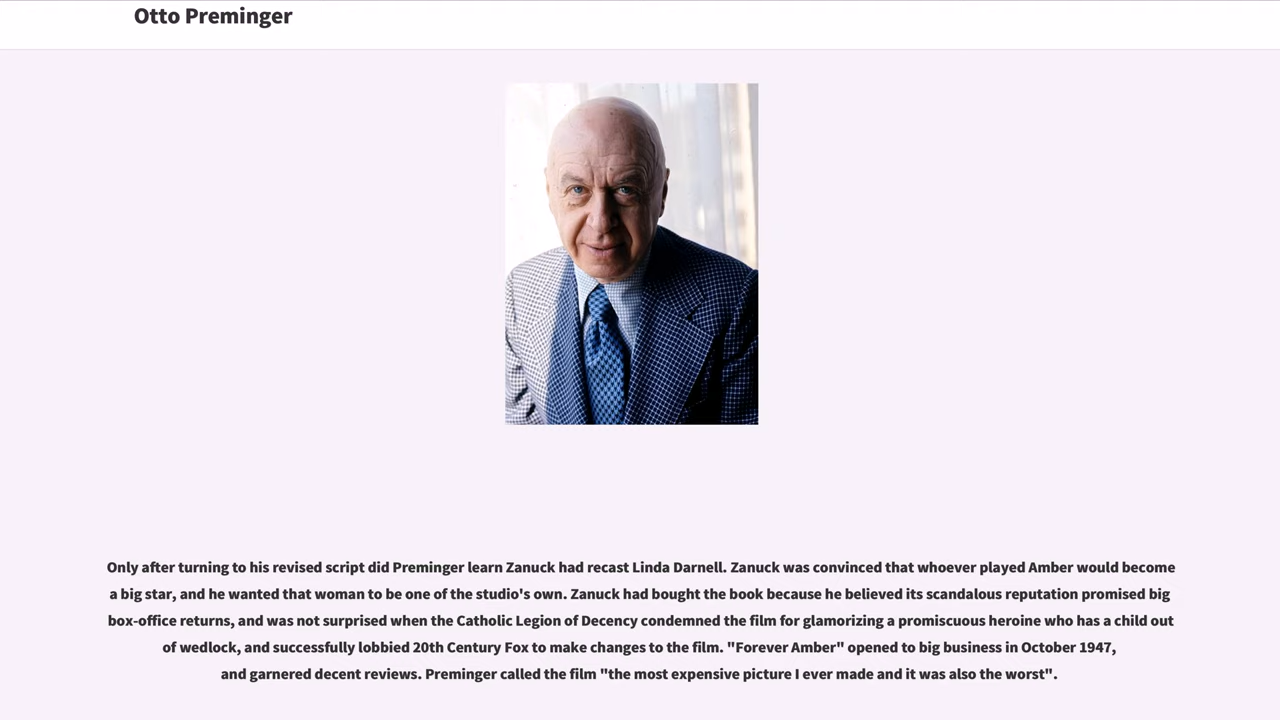 Otto Preminger
Only after turning to his revised script did Preminger learn Zanuck had recast Linda Darnell. Zanuck was convinced that whoever played Amber would become
a big star, and he wanted that woman to be one of the studio's own. Zanuck had bought the book because he believed its scandalous reputation promised big
box-office returns, and was not surprised when the Catholic Legion of Decency condemned the film for glamorizing a promiscuous heroine who has a child out
of wedlock, and successfully lobbied 20th Century Fox to make changes to the film. "Forever Amber" opened to big business in October 1947,
and garnered decent reviews. Preminger called the film "the most expensive picture I ever made and it was also the worst".